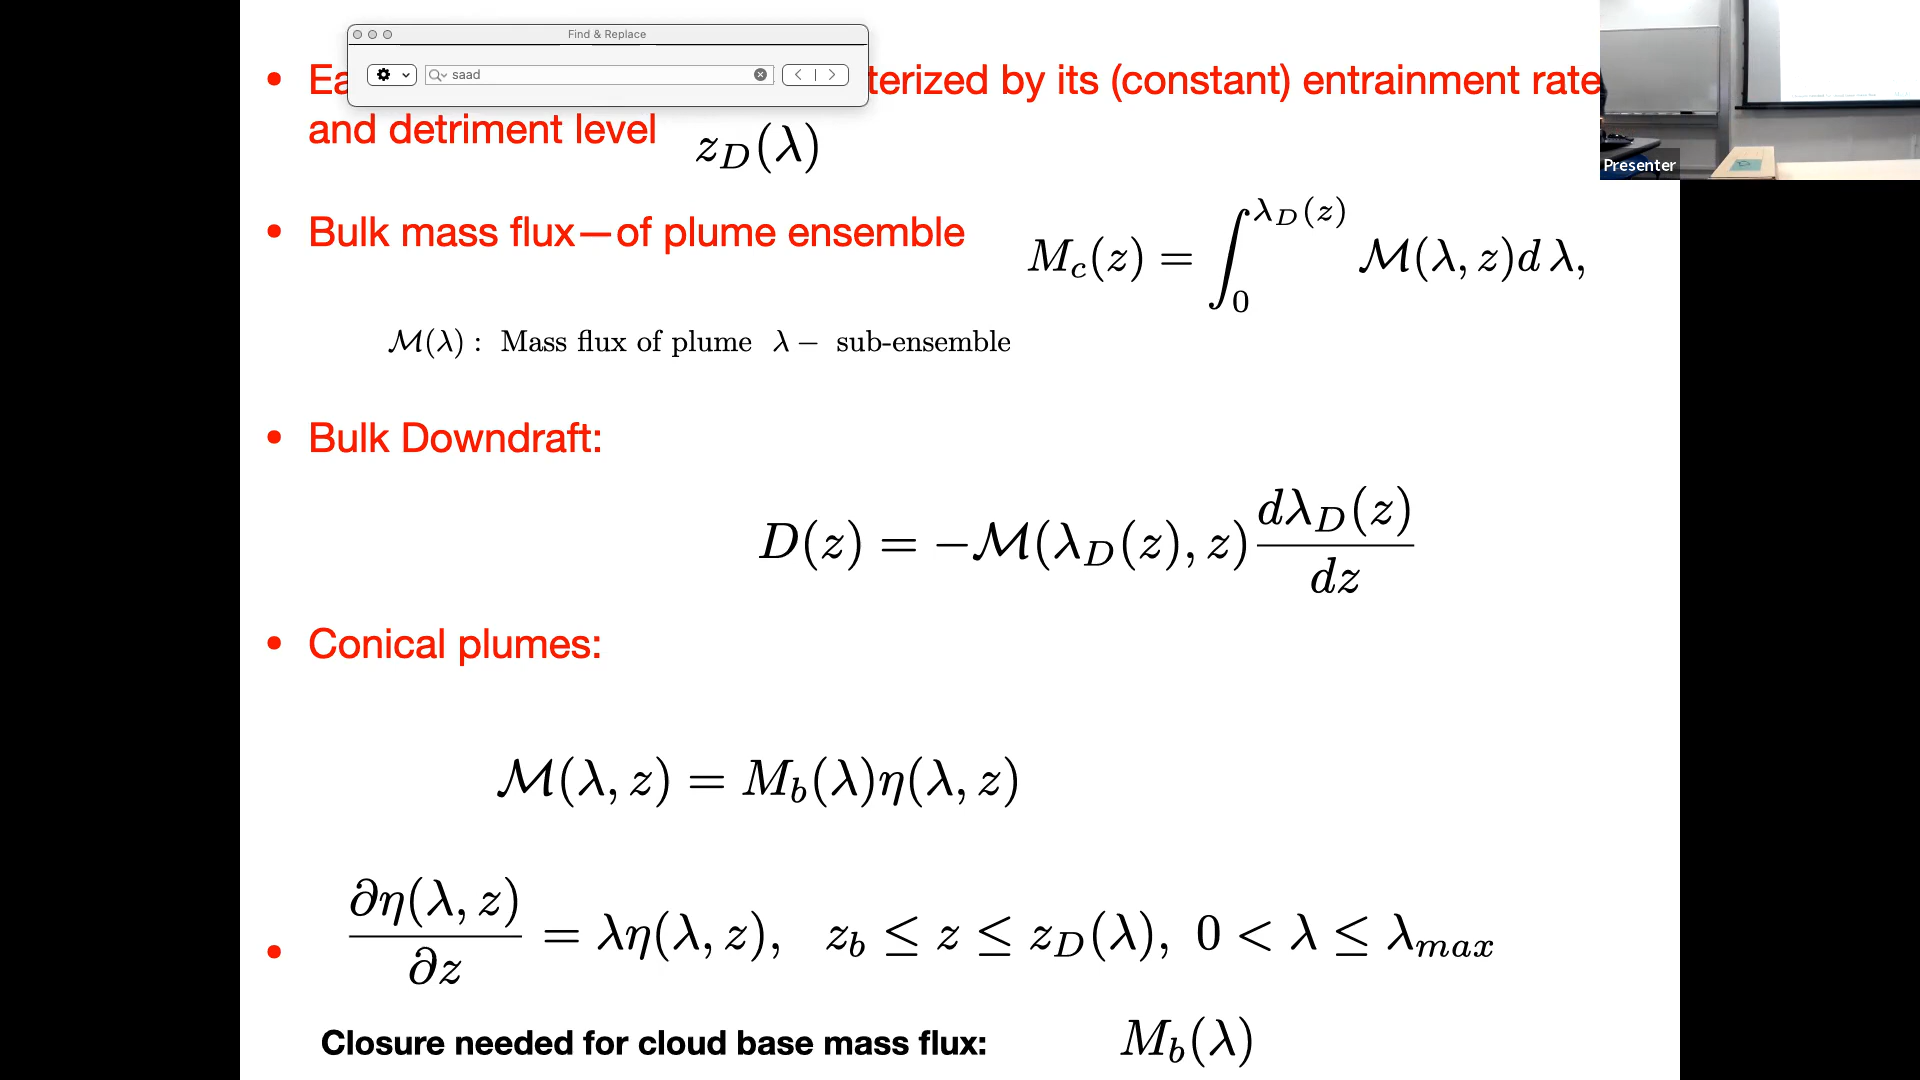 Find & Replace
saad
• Ea terized by its (constant) entrainment rate
and detriment level z_D(λ)
• Bulk mass flux—of plume ensemble M_c(z) = ∫_0^{λ_D(z)} ℳ(λ, z)d λ,
ℳ(λ) : Mass flux of plume λ − sub-ensemble
• Bulk Downdraft:
D(z) = −ℳ(λ_D(z), z) dλ_D(z)/dz
• Conical plumes:
ℳ(λ, z) = M_b(λ)η(λ, z)
• ∂η(λ, z)/∂z = λη(λ, z), z_b ≤ z ≤ z_D(λ), 0 < λ ≤ λ_max
Closure needed for cloud base mass flux: M_b(λ)
Presenter